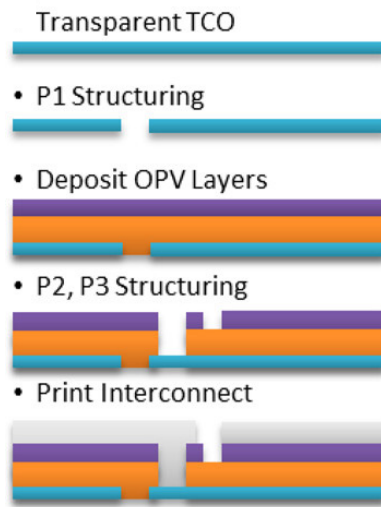 Transparent TCO
• P1 Structuring
• Deposit OPV Layers
• P2, P3 Structuring
• Print Interconnect